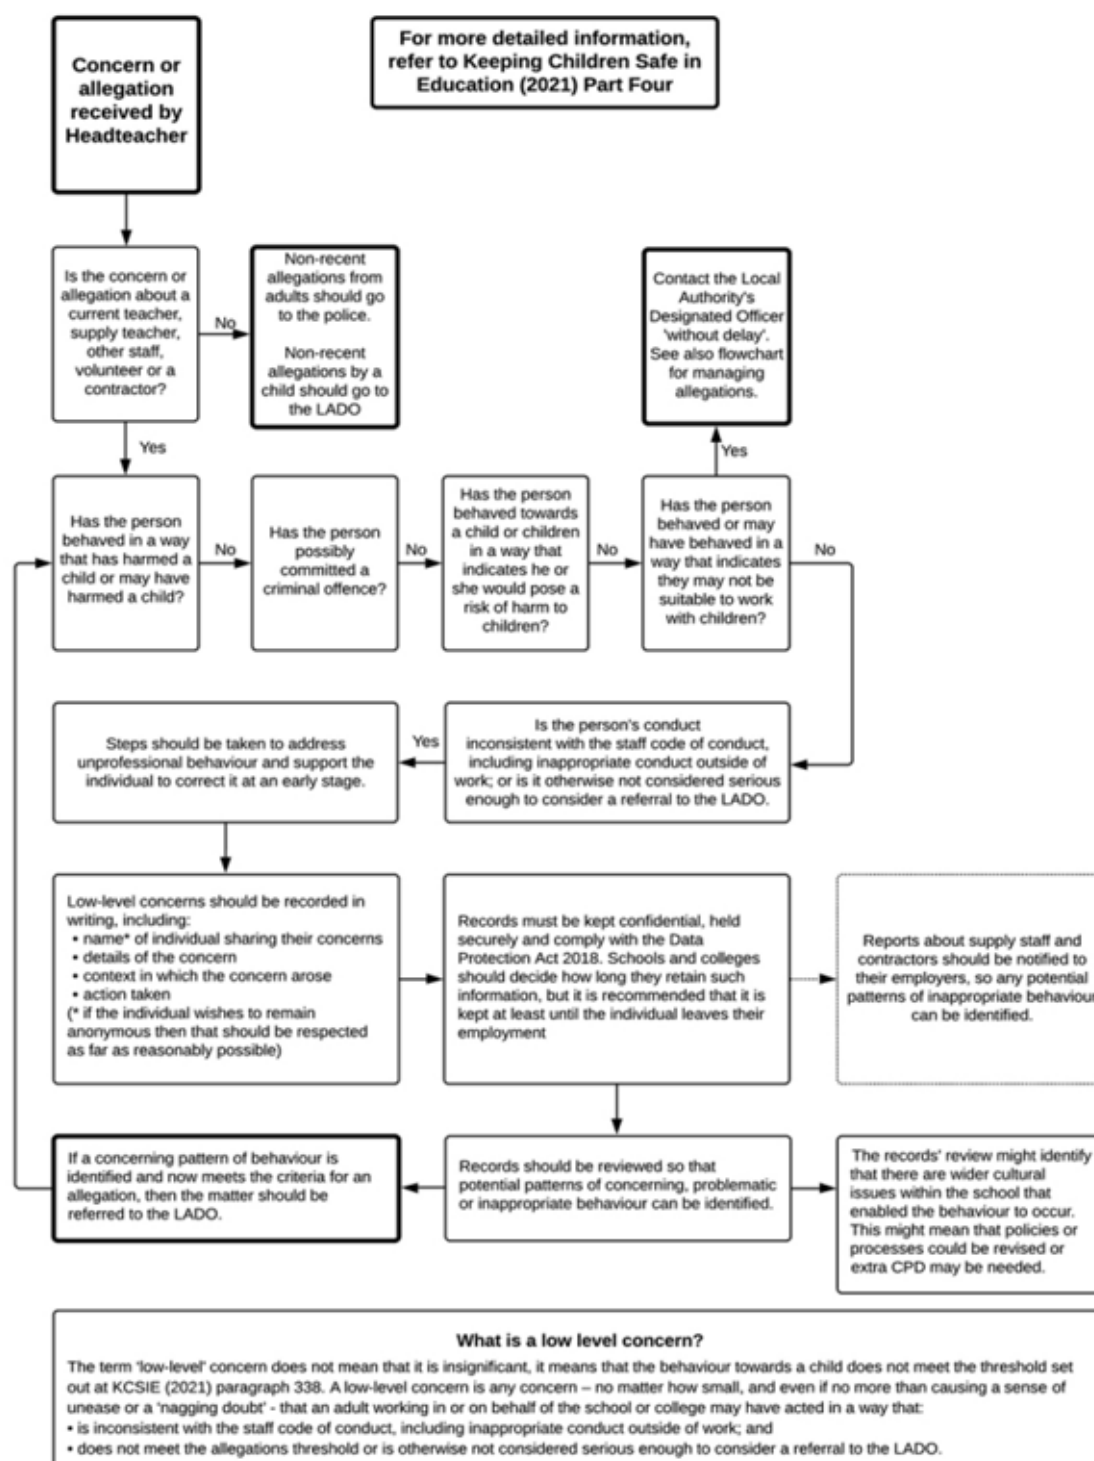 Concern or
allegation
received by
Headteacher
For more detailed information,
refer to Keeping Children Safe in
Education (2021) Part Four
Is the concern or
allegation about a
current teacher,
supply teacher,
other staff,
volunteer or a
contractor?
No
Non-recent
allegations from
adults should go
to the police.
Non-recent
allegations by a
child should go to
the LADO
Contact the Local
Authority's
Designated Officer
'without delay'.
See also flowchart
for managing
allegations.
Yes
Yes
Has the person
behaved in a way
that has harmed a
child or may have
harmed a child?
No
Has the person
possibly
committed a
criminal offence?
No
Has the person
behaved towards
a child or children
in a way that
indicates he or
she would pose a
risk of harm to
children?
No
Has the person
behaved or may
have behaved in a
way that indicates
they may not be
suitable to work
with children?
No
Steps should be taken to address
unprofessional behaviour and support the
individual to correct it at an early stage.
Yes
Is the person's conduct
inconsistent with the staff code of conduct,
including inappropriate conduct outside of
work; or is it otherwise not considered serious
enough to consider a referral to the LADO.
Low-level concerns should be recorded in
writing, including:
• name* of individual sharing their concerns
• details of the concern
• context in which the concern arose
• action taken
(* if the individual wishes to remain
anonymous then that should be respected
as far as reasonably possible)
Records must be kept confidential, held
securely and comply with the Data
Protection Act 2018. Schools and colleges
should decide how long they retain such
information, but it is recommended that it is
kept at least until the individual leaves their
employment
Reports about supply staff and
contractors should be notified to
their employers, so any potential
patterns of inappropriate behaviour
can be identified.
If a concerning pattern of behaviour is
identified and now meets the criteria for an
allegation, then the matter should be
referred to the LADO.
Records should be reviewed so that
potential patterns of concerning, problematic
or inappropriate behaviour can be identified.
The records' review might identify
that there are wider cultural
issues within the school that
enabled the behaviour to occur.
This might mean that policies or
processes could be revised or
extra CPD may be needed.
What is a low level concern?
The term 'low-level' concern does not mean that it is insignificant, it means that the behaviour towards a child does not meet the threshold set
out at KCSIE (2021) paragraph 338. A low-level concern is any concern – no matter how small, and even if no more than causing a sense of
unease or a 'nagging doubt' - that an adult working in or on behalf of the school or college may have acted in a way that:
• is inconsistent with the staff code of conduct, including inappropriate conduct outside of work; and
• does not meet the allegations threshold or is otherwise not considered serious enough to consider a referral to the LADO.